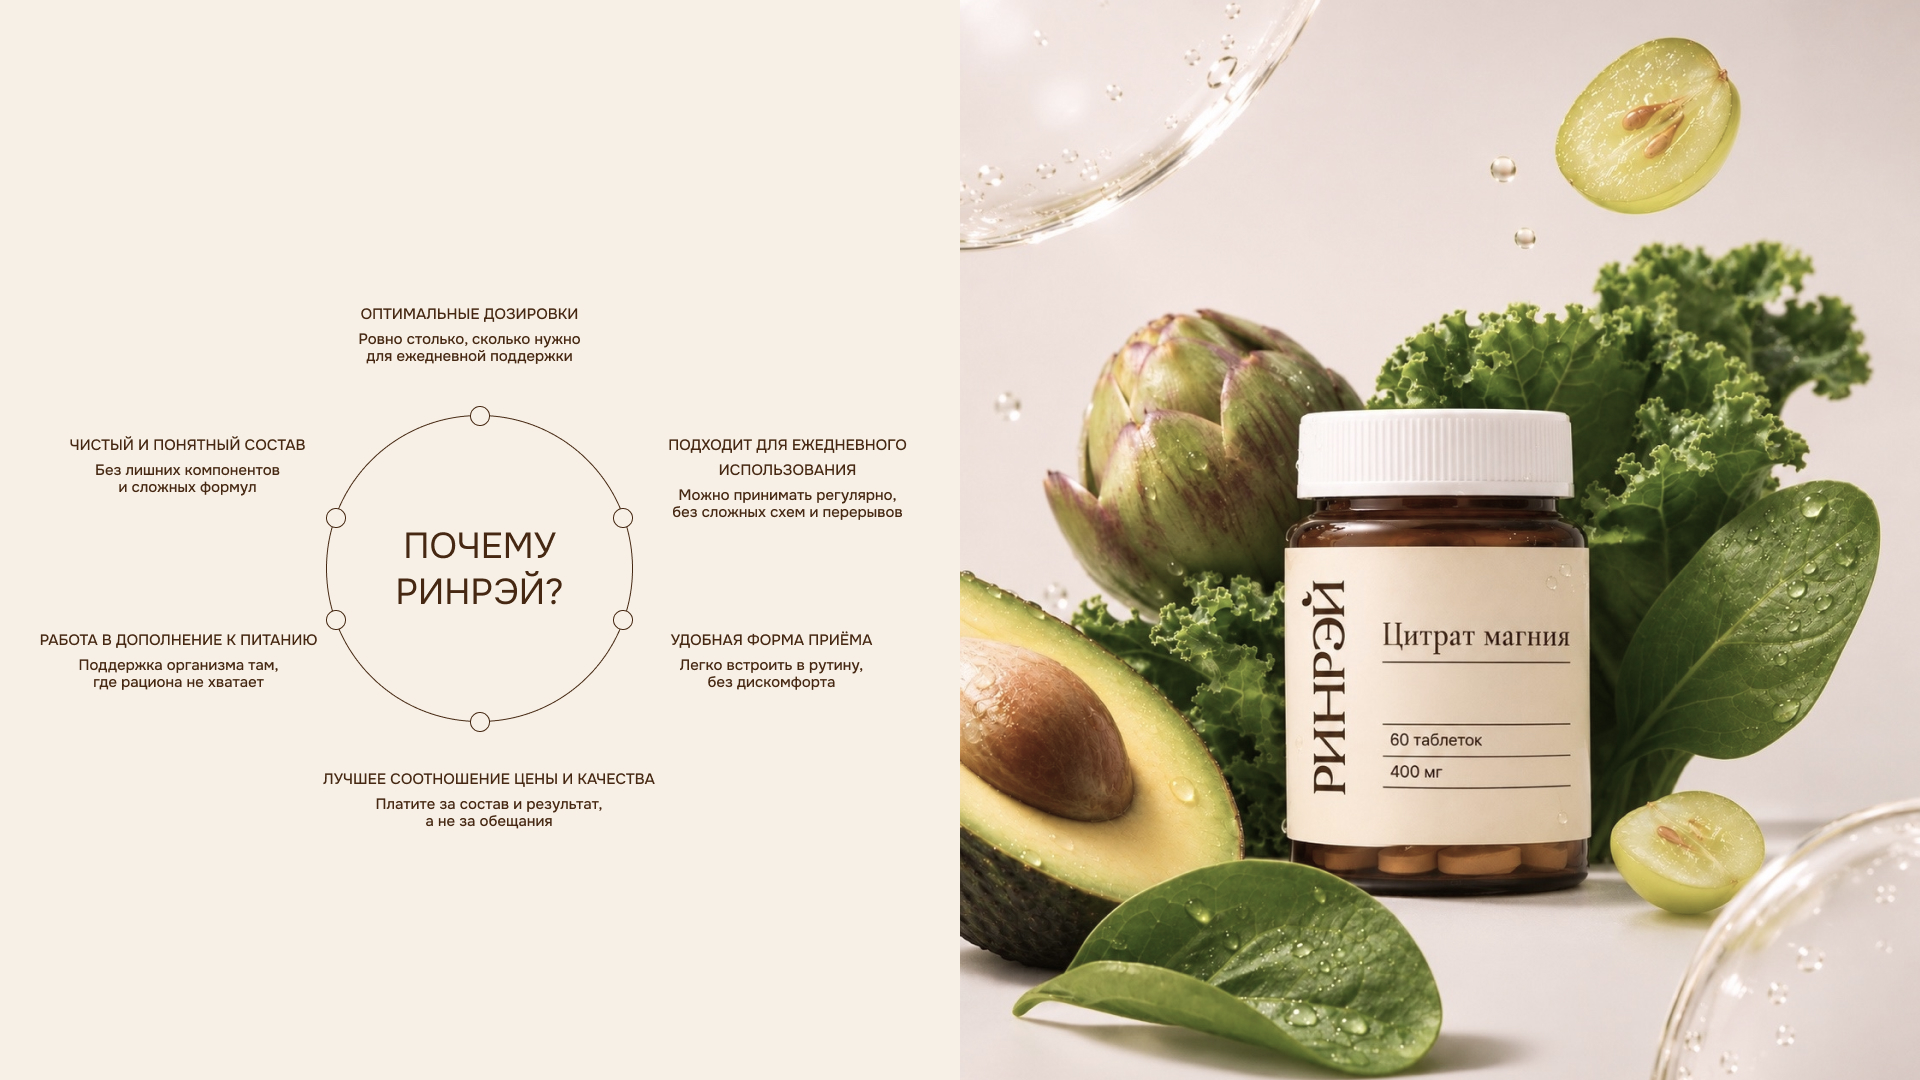 ОПТИМАЛЬНЫЕ ДОЗИРОВКИ
Ровно столько, сколько нужно
для ежедневной поддержки
ЧИСТЫЙ И ПОНЯТНЫЙ СОСТАВ
Без лишних компонентов
и сложных формул
ПОДХОДИТ ДЛЯ ЕЖЕДНЕВНОГО
ИСПОЛЬЗОВАНИЯ
Можно принимать регулярно,
без сложных схем и перерывов
ПОЧЕМУ
РИНРЭЙ?
РАБОТА В ДОПОЛНЕНИЕ К ПИТАНИЮ
Поддержка организма там,
где рациона не хватает
УДОБНАЯ ФОРМА ПРИЁМА
Легко встроить в рутину,
без дискомфорта
ЛУЧШЕЕ СООТНОШЕНИЕ ЦЕНЫ И КАЧЕСТВА
Платите за состав и результат,
а не за обещания
РИНРЭЙ
Цитрат магния
60 таблеток
400 мг